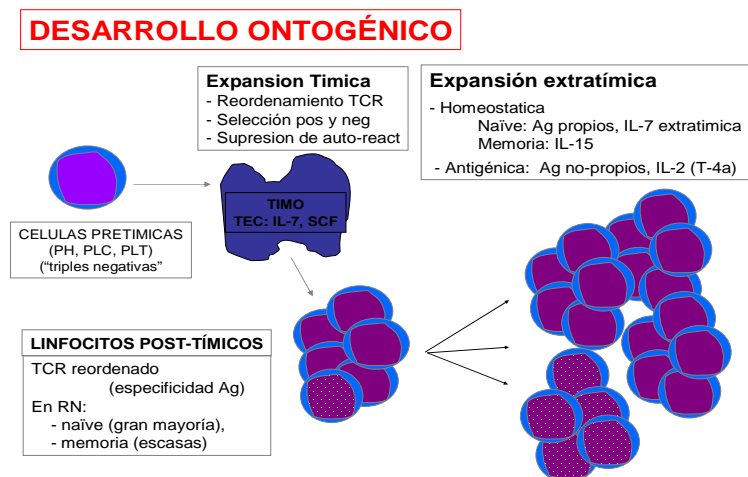 DESARROLLO ONTOGÉNICO
Expansion Timica
- Reordenamiento TCR
- Selección pos y neg
- Supresion de auto-react
Expansión extratímica
- Homeostatica
Naïve: Ag propios, IL-7 extratimica
Memoria: IL-15
- Antigénica: Ag no-propios, IL-2 (T-4a)
TIMO
TEC: IL-7, SCF
CELULAS PRETIMICAS
(PH, PLC, PLT)
("triples negativas"
LINFOCITOS POST-TÍMICOS
TCR reordenado
(especificidad Ag)
En RN:
- naïve (gran mayoría),
- memoria (escasas)